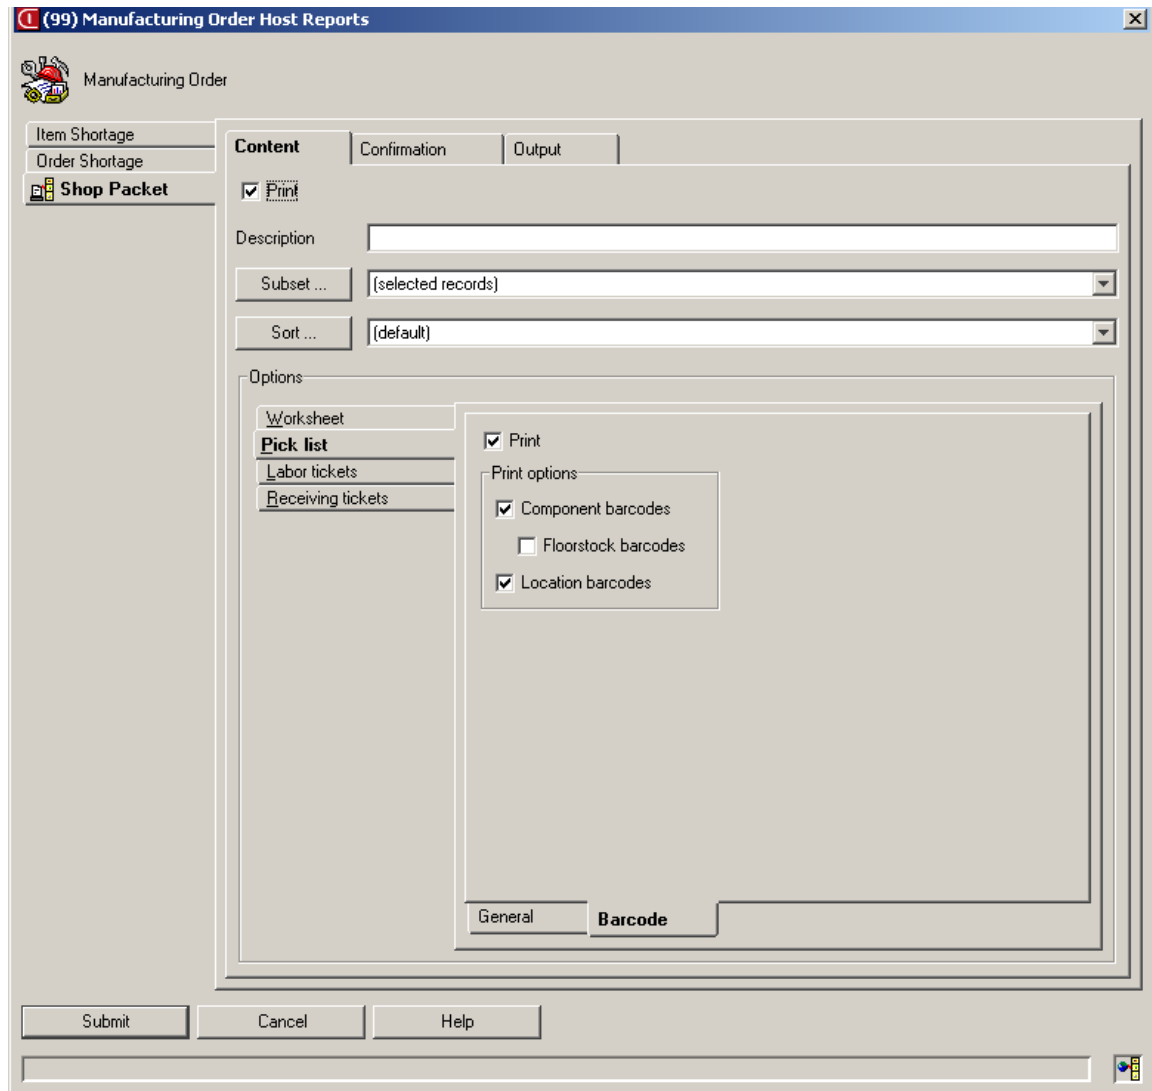 (99) Manufacturing Order Host Reports
Manufacturing Order
Item Shortage
Order Shortage
Shop Packet
Content Confirmation Output
Print
Description
Subset ... (selected records)
Sort ... (default)
Options
Worksheet
Pick list
Labor tickets
Receiving tickets
Print
Print options
Component barcodes
Floorstock barcodes
Location barcodes
General Barcode
Submit Cancel Help